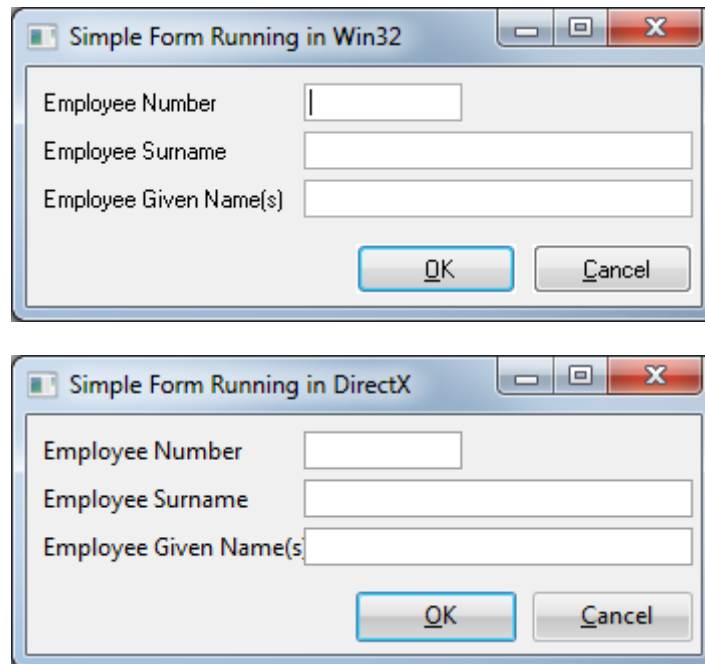 Simple Form Running in Win32
Employee Number
Employee Surname
Employee Given Name(s)
OK Cancel
Simple Form Running in DirectX
Employee Number
Employee Surname
Employee Given Name(s
OK Cancel